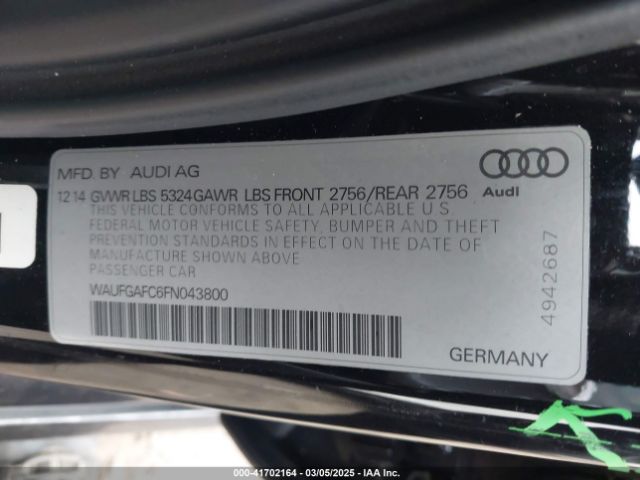 MFD. BY AUDI AG
Audi
12 14 GVWR LBS 5324 GAWR LBS FRONT 2756/REAR 2756
THIS VEHICLE CONFORMS TO ALL APPLICABLE U.S.
FEDERAL MOTOR VEHICLE SAFETY, BUMPER AND THEFT
PREVENTION STANDARDS IN EFFECT ON THE DATE OF
MANUFACTURE SHOWN ABOVE
PASSENGER CAR
WAUFGAFC6FN043800
4942687
GERMANY
000-41702164 - 03/05/2025 - IAA Inc.